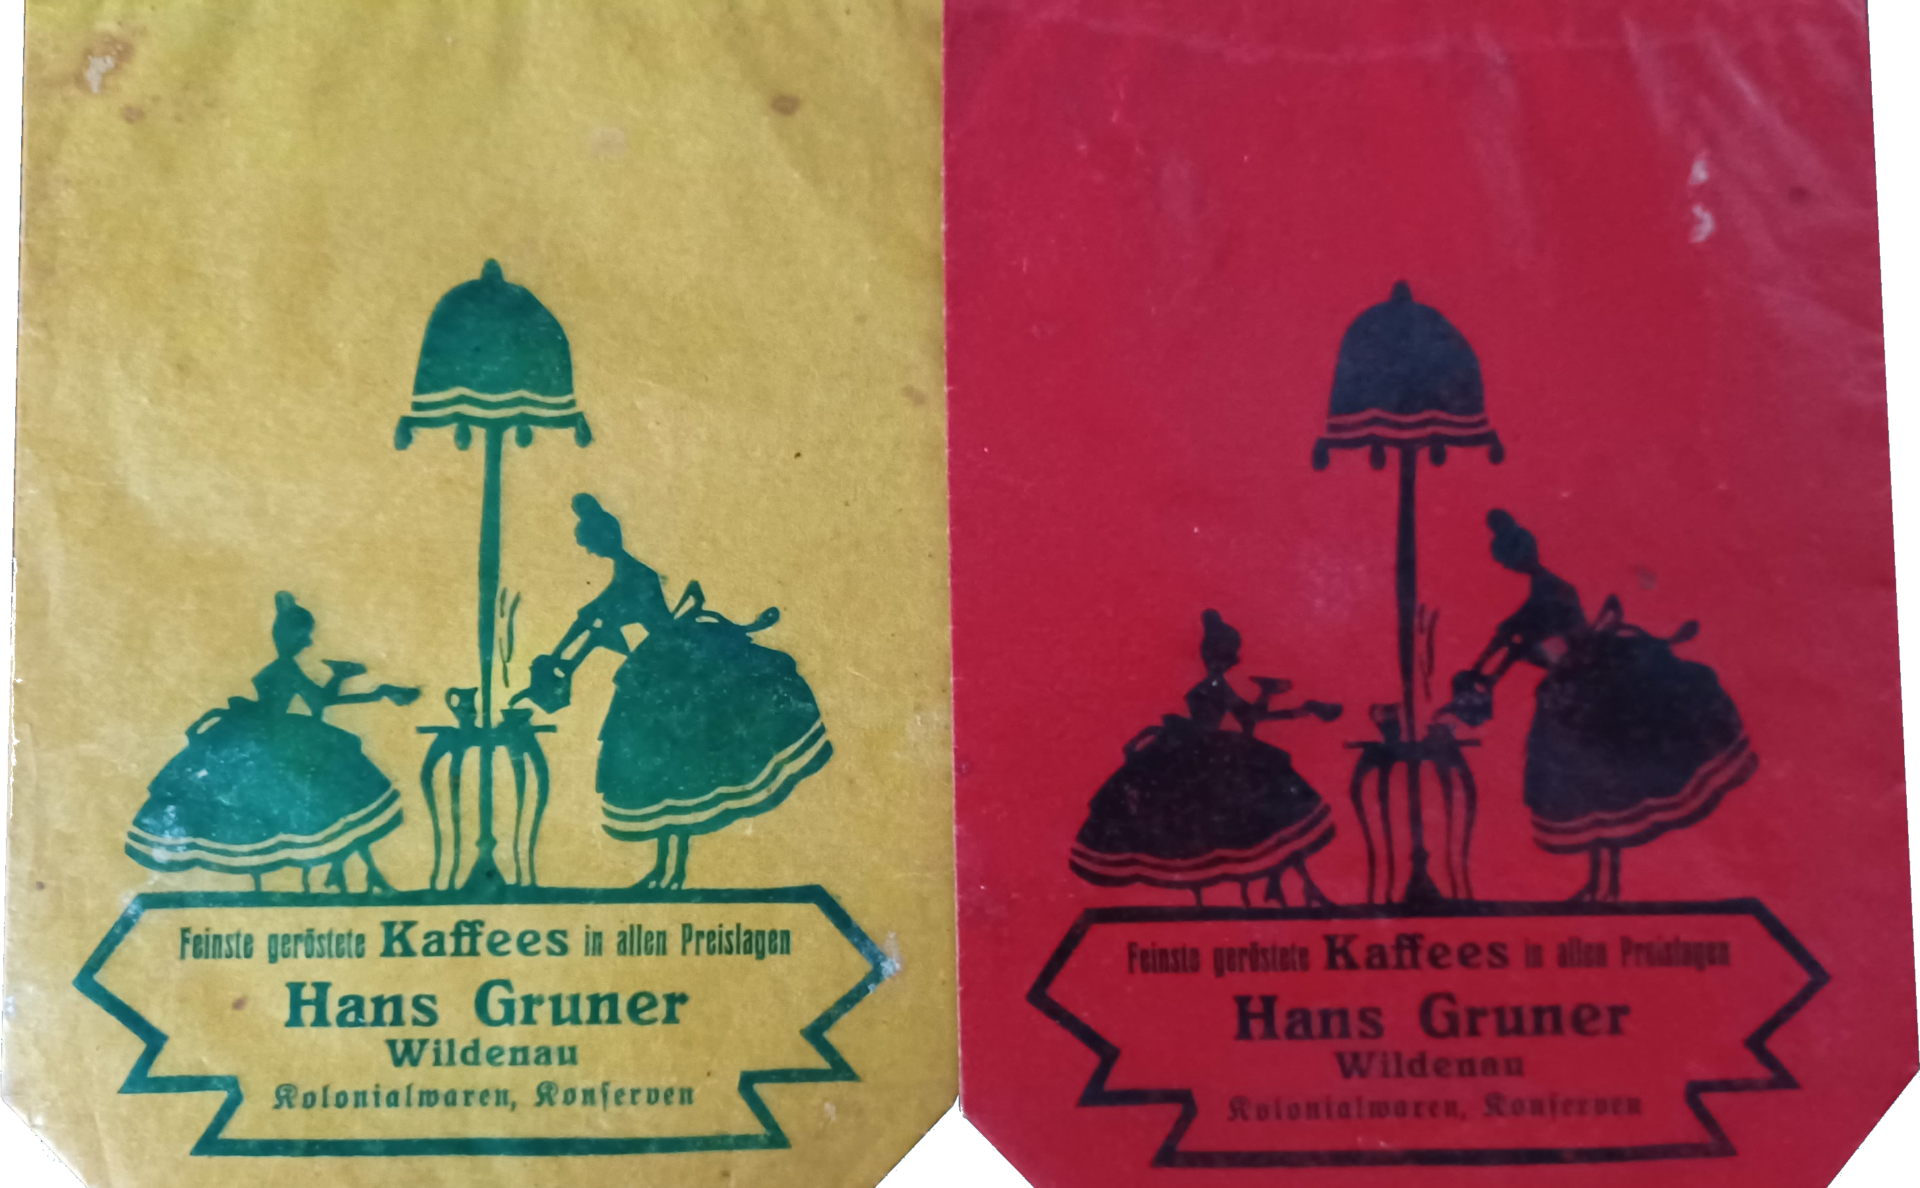 Feinste geröstete Kaffees in allen Preislagen
Hans Gruner
Wildenau
Kolonialwaren, Konserven
Feinste geröstete Kaffees in allen Preislagen
Hans Gruner
Wildenau
Kolonialwaren, Konserven